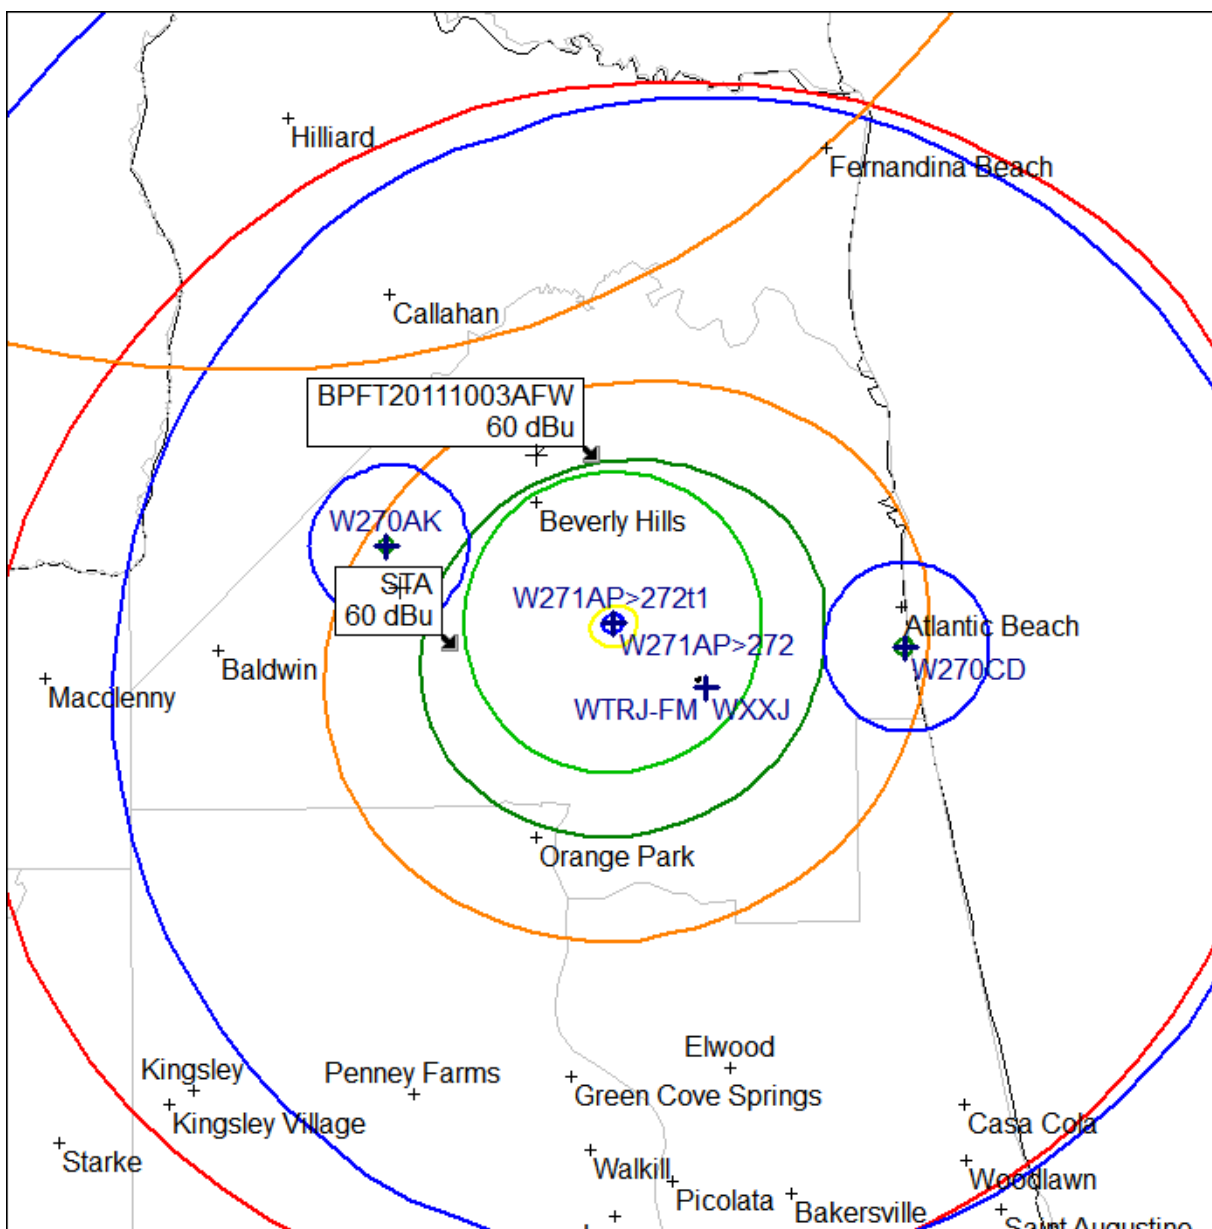 Hilliard
Fernandina Beach
Callahan
BPFT20111003AFW
60 dBu
W270AK
Beverly Hills
STA
60 dBu
W271AP>272t1
W271AP>272
Atlantic Beach
W270CD
Baldwin
Macclenny
WTRJ-FM
WXXJ
Orange Park
Elwood
Kingsley
Penney Farms
Green Cove Springs
Kingsley Village
Casa Cola
Starke
Walkill
Woodlawn
Picolata
Bakersville
Saint Augustine